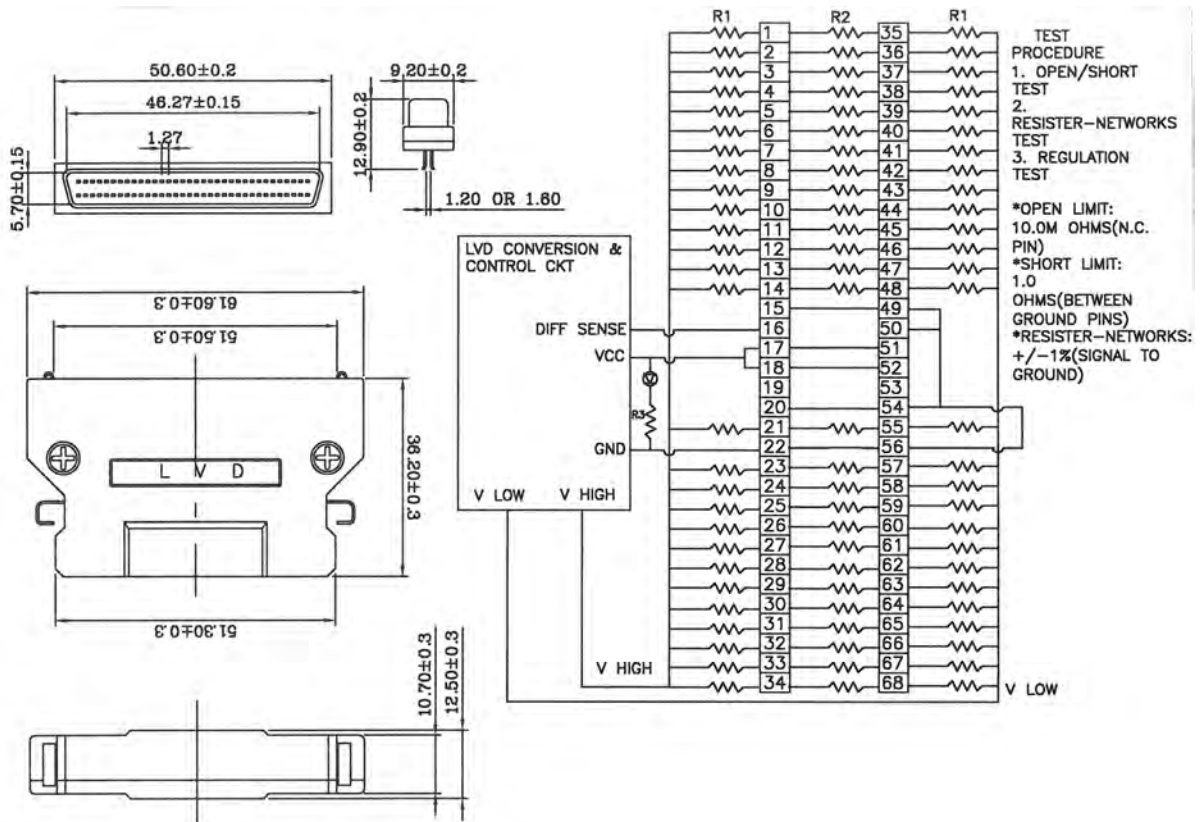 50.60±0.2
46.27±0.15
1.27
5.70±0.15
9.20±0.2
12.90±0.2
1.20 OR 1.60
61.60±0.3
51.50±0.3
36.20±0.3
L V D
51.30±0.3
10.70±0.3
12.50±0.3
LVD CONVERSION &
CONTROL CKT
DIFF SENSE
VCC
V
R3
GND
V LOW V HIGH
V HIGH
R1 R2 R1
1 35
2 36
3 37
4 38
5 39
6 40
7 41
8 42
9 43
10 44
11 45
12 46
13 47
14 48
15 49
16 50
17 51
18 52
19 53
20 54
21 55
22 56
23 57
24 58
25 59
26 60
27 61
28 62
29 63
30 64
31 65
32 66
33 67
34 68
V LOW
TEST
PROCEDURE
1. OPEN/SHORT
TEST
2.
RESISTER-NETWORKS
TEST
3. REGULATION
TEST
*OPEN LIMIT:
10.0M OHMS(N.C.
PIN)
*SHORT LIMIT:
1.0
OHMS(BETWEEN
GROUND PINS)
*RESISTER-NETWORKS:
+/-1%(SIGNAL TO
GROUND)